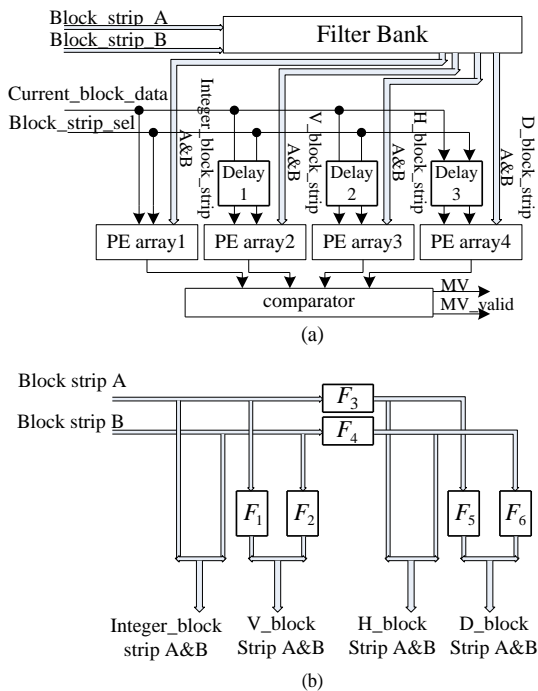 Block_strip_A
Block_strip_B
Filter Bank
Current_block_data
Block_strip_sel
Integer_block_strip
A&B
V_block_strip
A&B
H_block_strip
A&B
D_block_strip
A&B
Delay
1
Delay
2
Delay
3
PE array1
PE array2
PE array3
PE array4
comparator
MV
MV_valid
(a)
Block strip A
Block strip B
F3
F4
F1
F2
F5
F6
Integer_block
strip A&B
V_block
Strip A&B
H_block
Strip A&B
D_block
Strip A&B
(b)